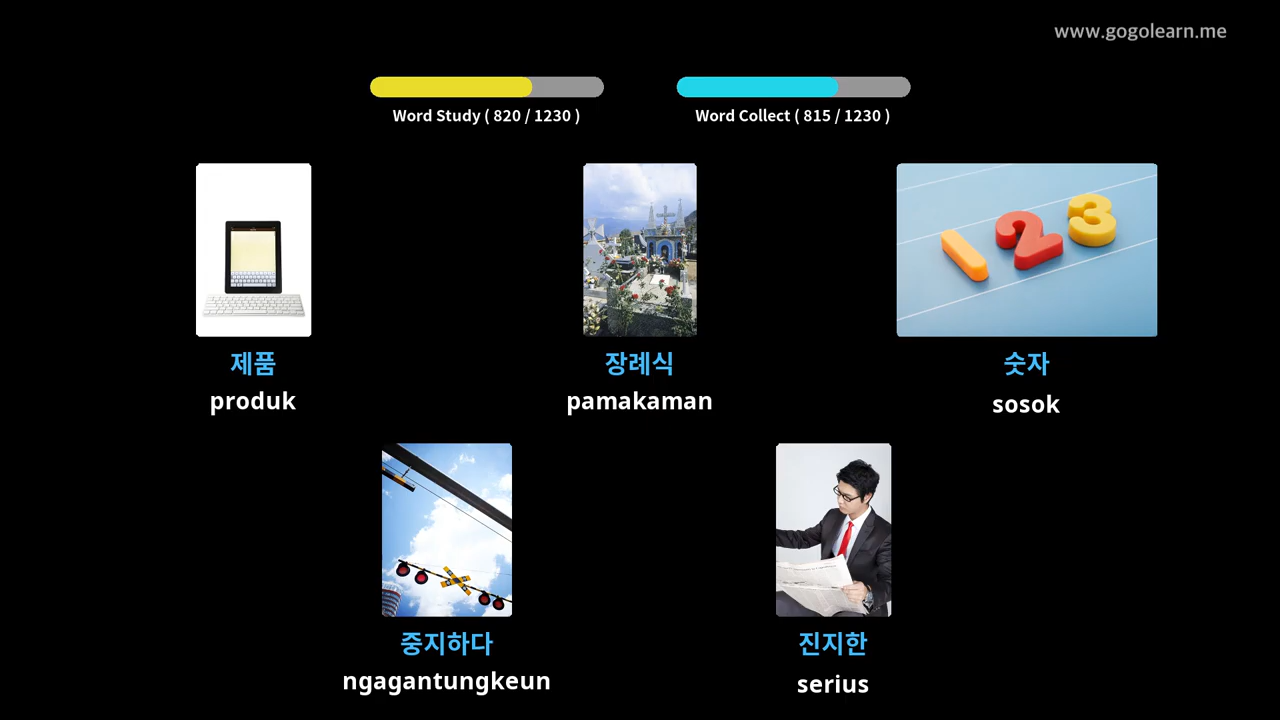 www.gogolearn.me
Word Study ( 820 / 1230 )
Word Collect ( 815 / 1230 )
제품
produk
장례식
pamakaman
숫자
sosok
중지하다
ngagantungkeun
진지한
serius